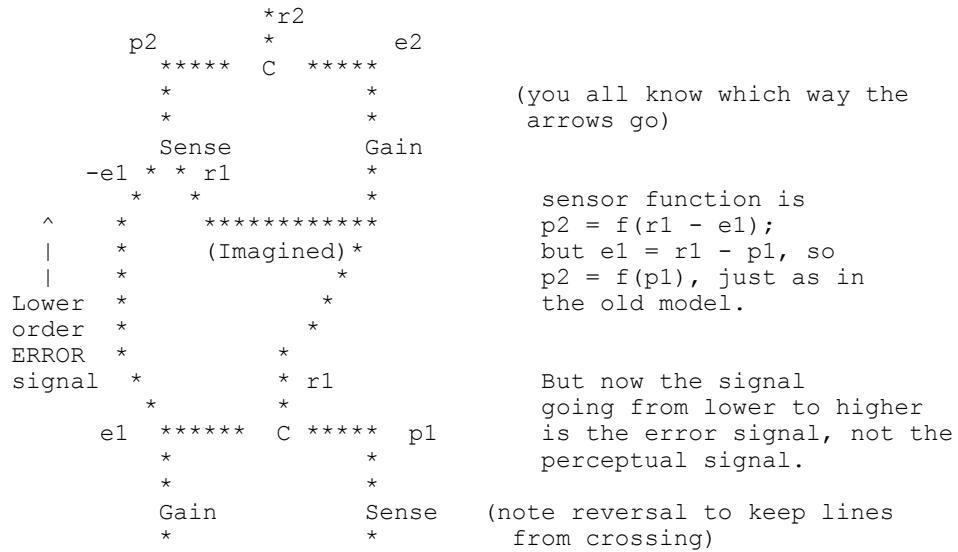 *r2
p2 * e2
***** C *****
* * (you all know which way the
* * arrows go)
Sense Gain
-e1 * * r1 *
* * * sensor function is
^ * ************ p2 = f(r1 - e1);
| * (Imagined)* but e1 = r1 - p1, so
| * * p2 = f(p1), just as in
Lower * * the old model.
order * *
ERROR * *
signal * * r1 But now the signal
* * going from lower to higher
e1 ****** C ***** p1 is the error signal, not the
* * perceptual signal.
* *
Gain Sense (note reversal to keep lines
* * from crossing)